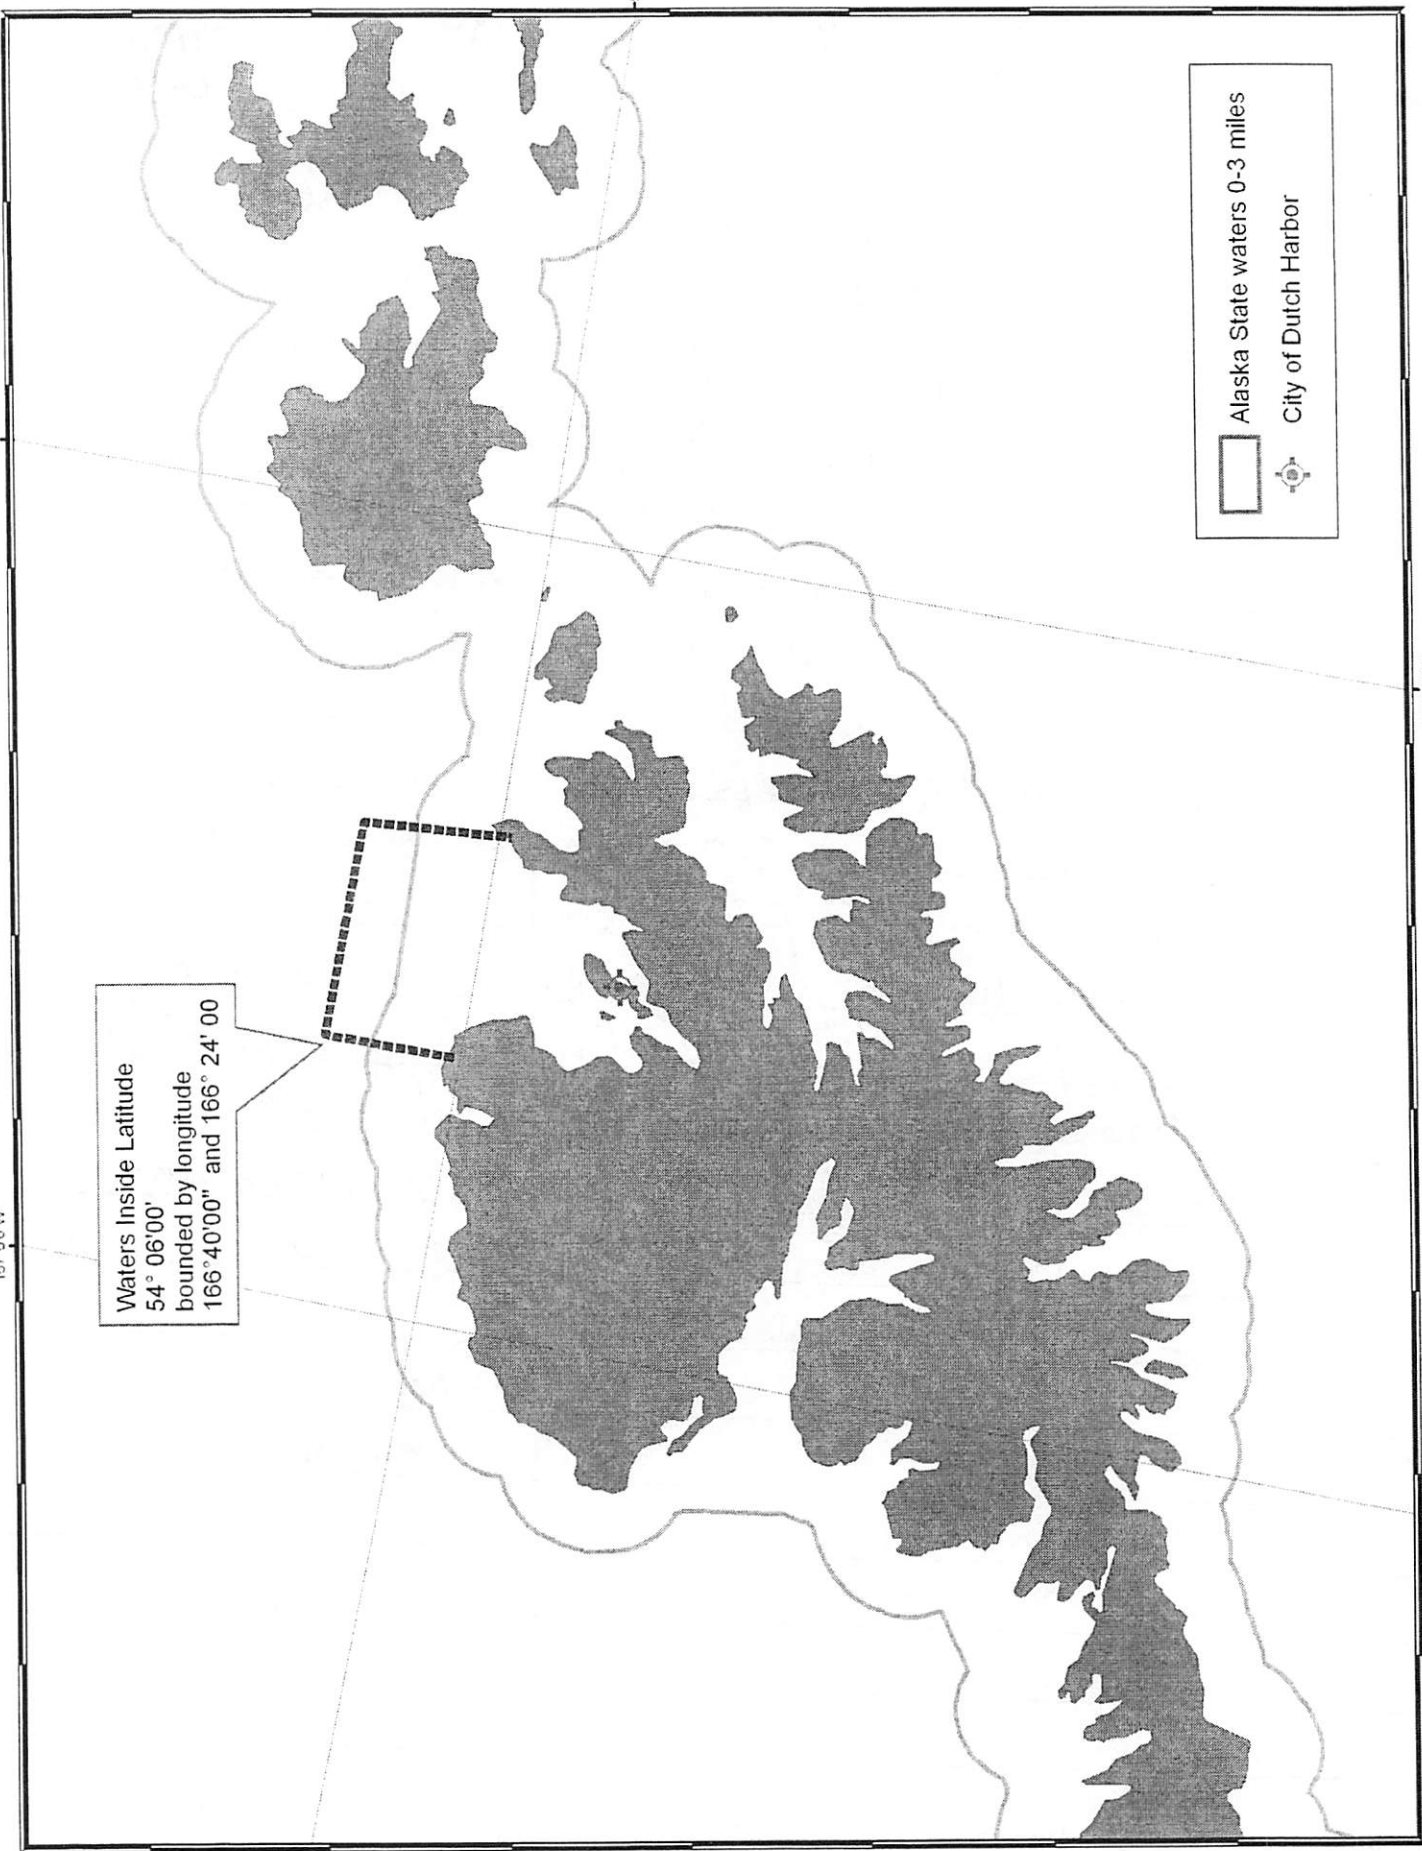 Waters Inside Latitude
54° 06'00'
bounded by longitude
166°40'00" and 166° 24' 00
Alaska State waters 0-3 miles
City of Dutch Harbor